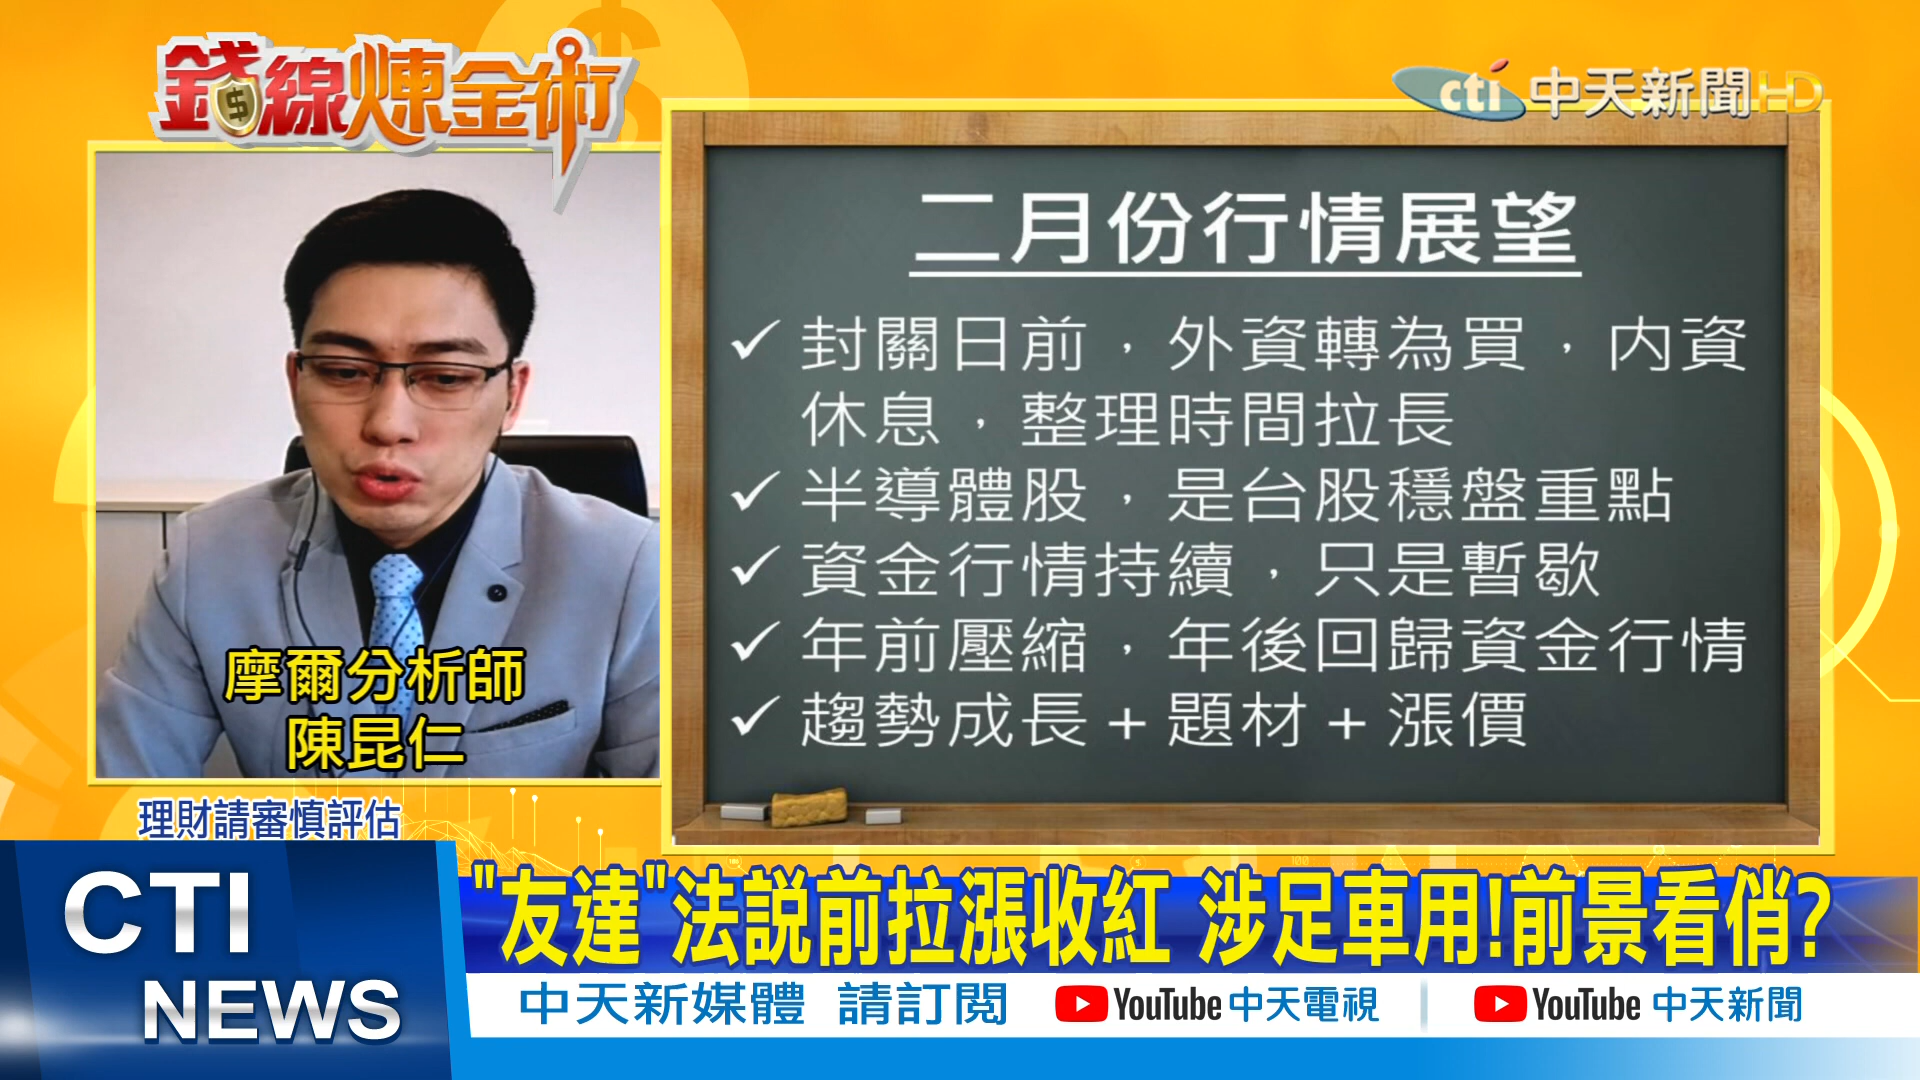 錢線煉金術
cti 中天新聞HD
二月份行情展望
✓ 封關日前，外資轉為買，內資
休息，整理時間拉長
✓ 半導體股，是台股穩盤重點
✓ 資金行情持續，只是暫歇
✓ 年前壓縮，年後回歸資金行情
✓ 趨勢成長+題材+漲價
摩爾分析師
陳昆仁
理財請審慎評估
CTI
NEWS
"友達"法說前拉漲收紅 涉足車用!前景看俏?
中天新媒體 請訂閱 YouTube 中天電視 | YouTube 中天新聞